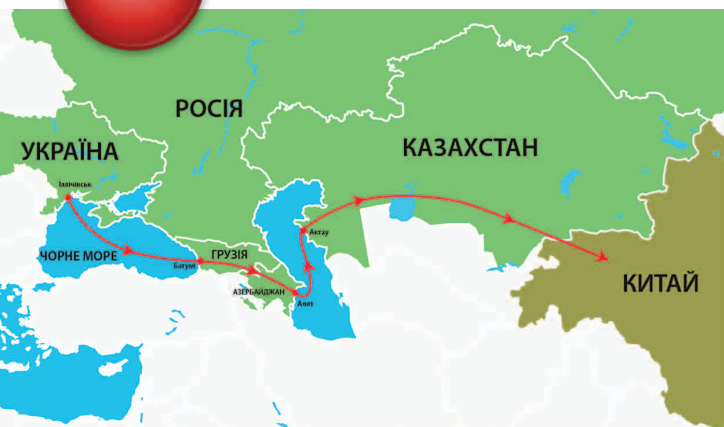 РОСІЯ
УКРАЇНА
КАЗАХСТАН
Іллічівськ
Актау
ЧОРНЕ МОРЕ
ГРУЗІЯ
Батумі
КИТАЙ
АЗЕРБАЙДЖАН
Алят